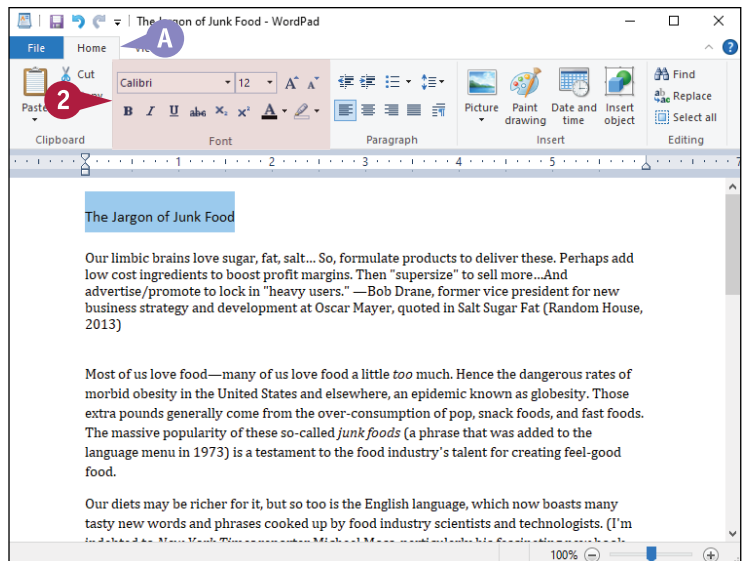 The Jargon of Junk Food - WordPad
File Home
A
Cut
Paste
2
Clipboard
Calibri 12 A A
B I U abc X₂ X² A
Font
Paragraph
Picture Paint drawing Date and time Insert object
Insert
Find
Replace
Select all
Editing
1 2 3 4 5 7
The Jargon of Junk Food
Our limbic brains love sugar, fat, salt... So, formulate products to deliver these. Perhaps add
low cost ingredients to boost profit margins. Then "supersize" to sell more...And
advertise/promote to lock in "heavy users." —Bob Drane, former vice president for new
business strategy and development at Oscar Mayer, quoted in Salt Sugar Fat (Random House,
2013)
Most of us love food—many of us love food a little too much. Hence the dangerous rates of
morbid obesity in the United States and elsewhere, an epidemic known as globesity. Those
extra pounds generally come from the over-consumption of pop, snack foods, and fast foods.
The massive popularity of these so-called junk foods (a phrase that was added to the
language menu in 1973) is a testament to the food industry's talent for creating feel-good
food.
Our diets may be richer for it, but so too is the English language, which now boasts many
tasty new words and phrases cooked up by food industry scientists and technologists. (I'm
100%